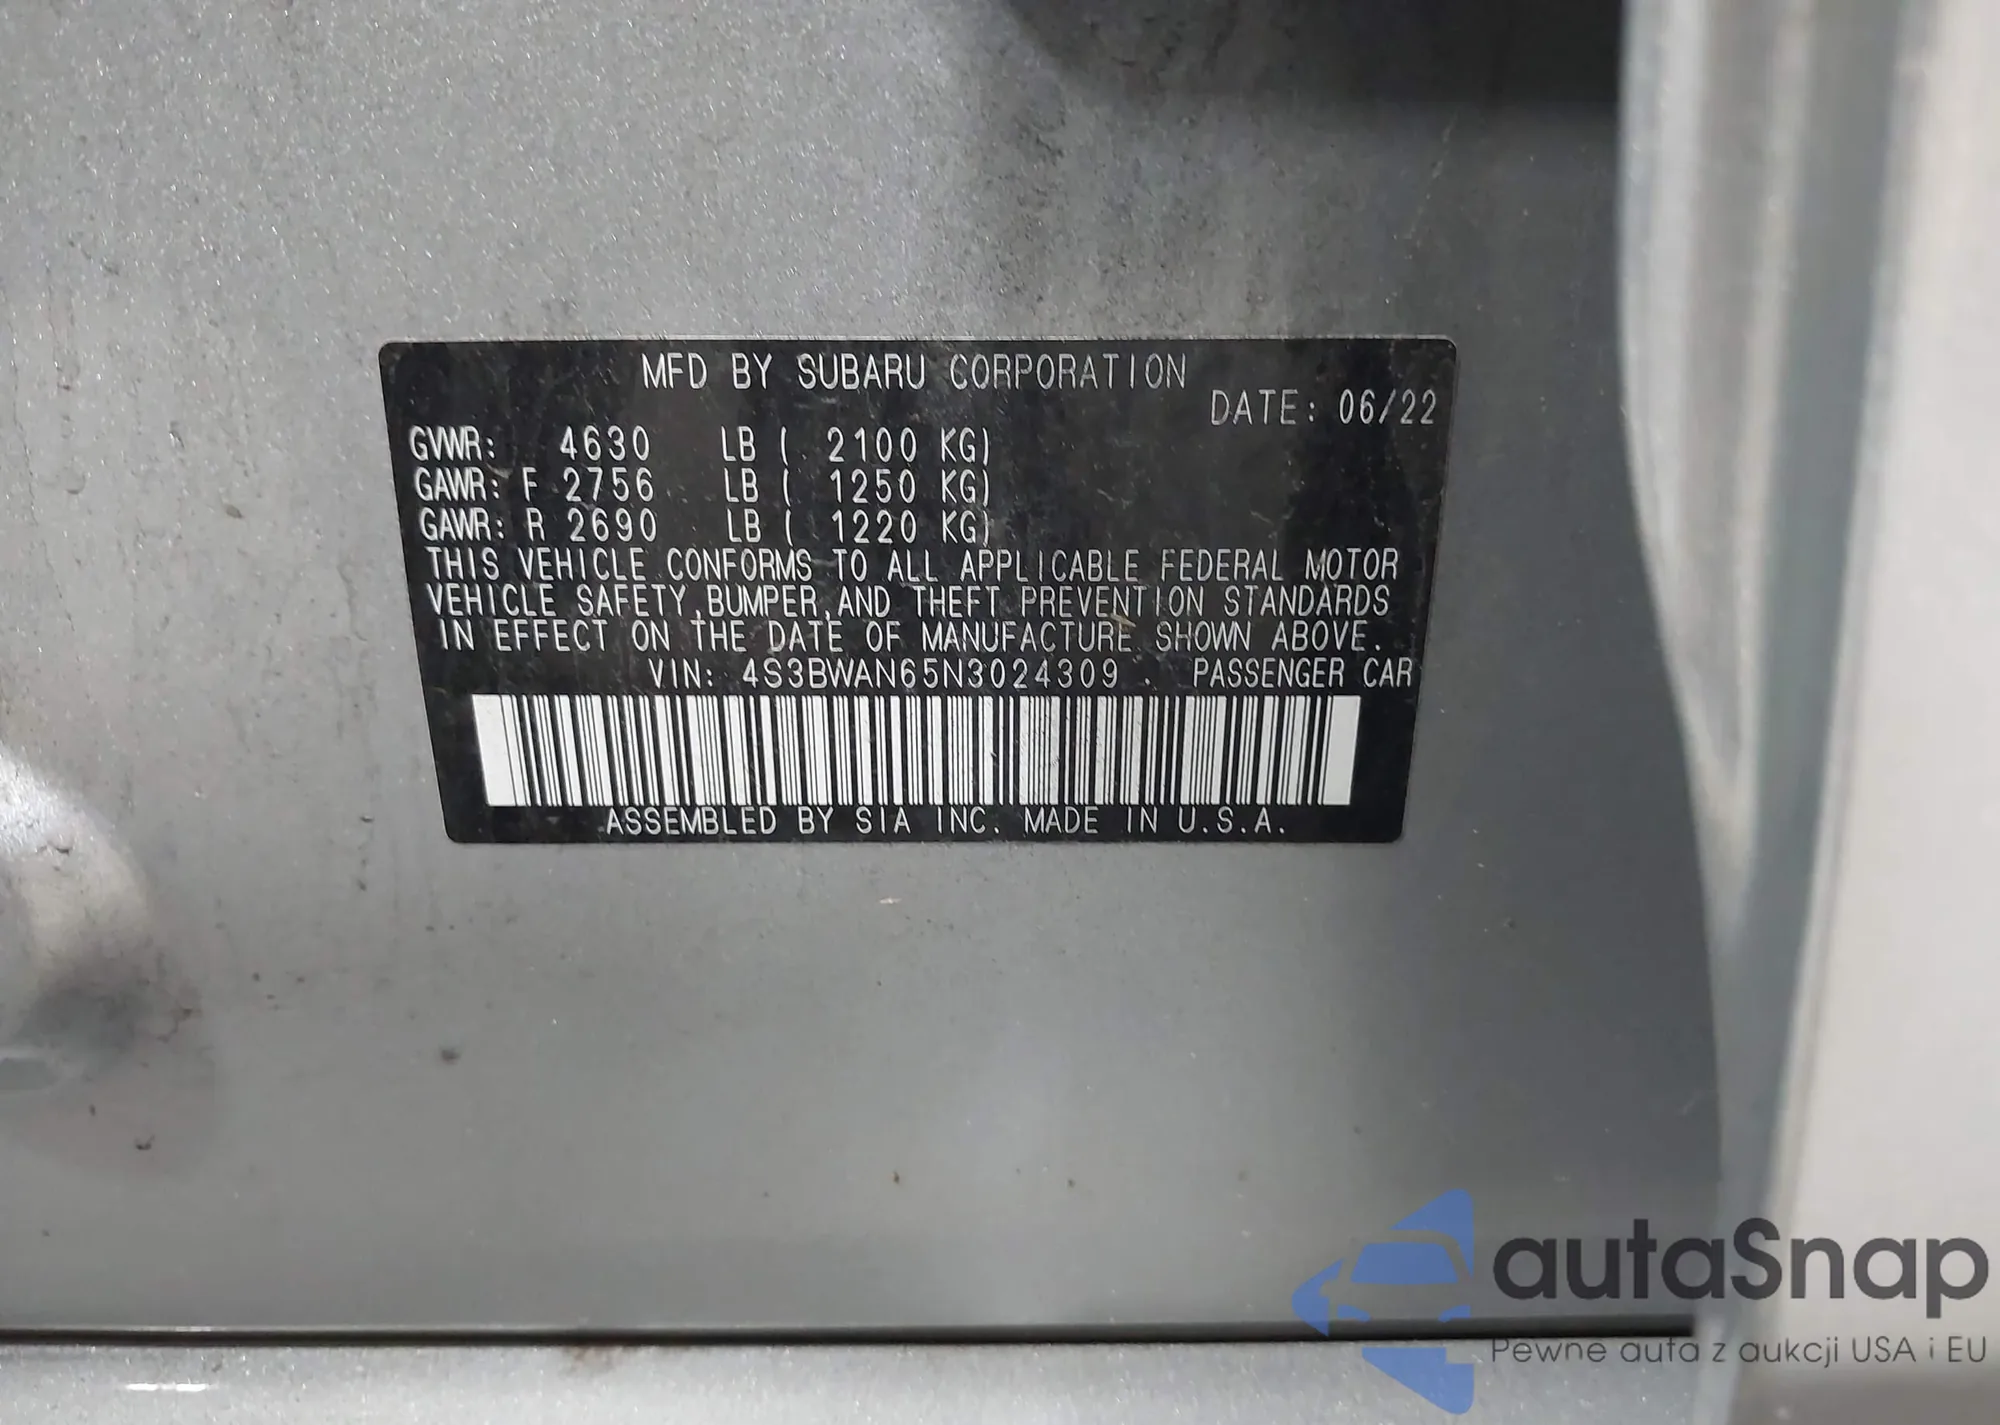 MFD BY SUBARU CORPORATION
DATE: 06/22
GVWR: 4630 LB ( 2100 KG)
GAWR: F 2756 LB ( 1250 KG)
GAWR: R 2690 LB ( 1220 KG)
THIS VEHICLE CONFORMS TO ALL APPLICABLE FEDERAL MOTOR
VEHICLE SAFETY,BUMPER,AND THEFT PREVENTION STANDARDS
IN EFFECT ON THE DATE OF MANUFACTURE SHOWN ABOVE.
VIN: 4S3BWAN65N3024309 PASSENGER CAR
ASSEMBLED BY SIA INC. MADE IN U.S.A.
autaSnap
Pewne auta z aukcji USA i EU